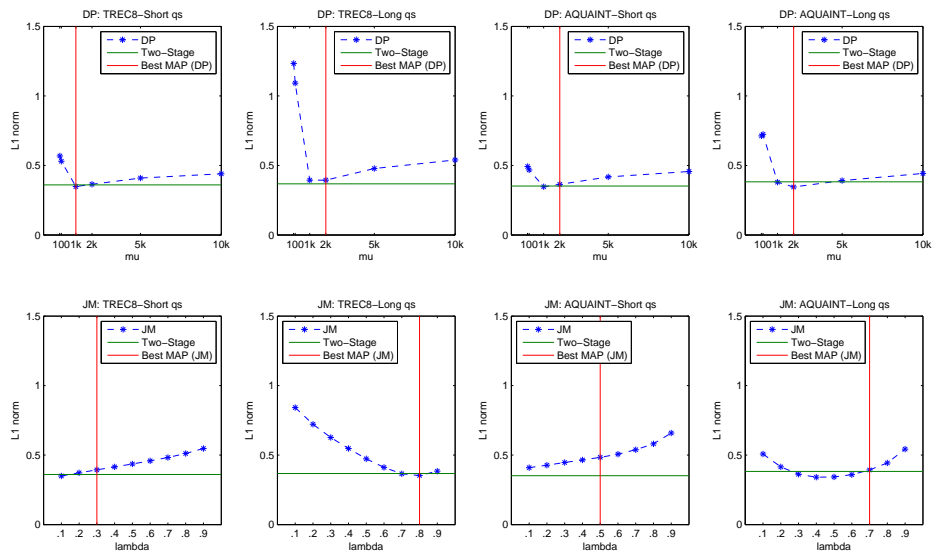 DP: TREC8-Short qs
1.5
1
0.5
0
L1 norm
DP
Two-Stage
Best MAP (DP)
1001k 2k 5k 10k
mu
DP: TREC8-Long qs
1.5
1
0.5
0
L1 norm
DP
Two-Stage
Best MAP (DP)
1001k 2k 5k 10k
mu
DP: AQUAINT-Short qs
1.5
1
0.5
0
L1 norm
DP
Two-Stage
Best MAP (DP)
1001k 2k 5k 10k
mu
DP: AQUAINT-Long qs
1.5
1
0.5
0
L1 norm
DP
Two-Stage
Best MAP (DP)
1001k 2k 5k 10k
mu
JM: TREC8-Short qs
1.5
1
0.5
0
L1 norm
JM
Two-Stage
Best MAP (JM)
.1 .2 .3 .4 .5 .6 .7 .8 .9
lambda
JM: TREC8-Long qs
1.5
1
0.5
0
L1 norm
JM
Two-Stage
Best MAP (JM)
.1 .2 .3 .4 .5 .6 .7 .8 .9
lambda
JM: AQUAINT-Short qs
1.5
1
0.5
0
L1 norm
JM
Two-Stage
Best MAP (JM)
.1 .2 .3 .4 .5 .6 .7 .8 .9
lambda
JM: AQUAINT-Long qs
1.5
1
0.5
0
L1 norm
JM
Two-Stage
Best MAP (JM)
.1 .2 .3 .4 .5 .6 .7 .8 .9
lambda